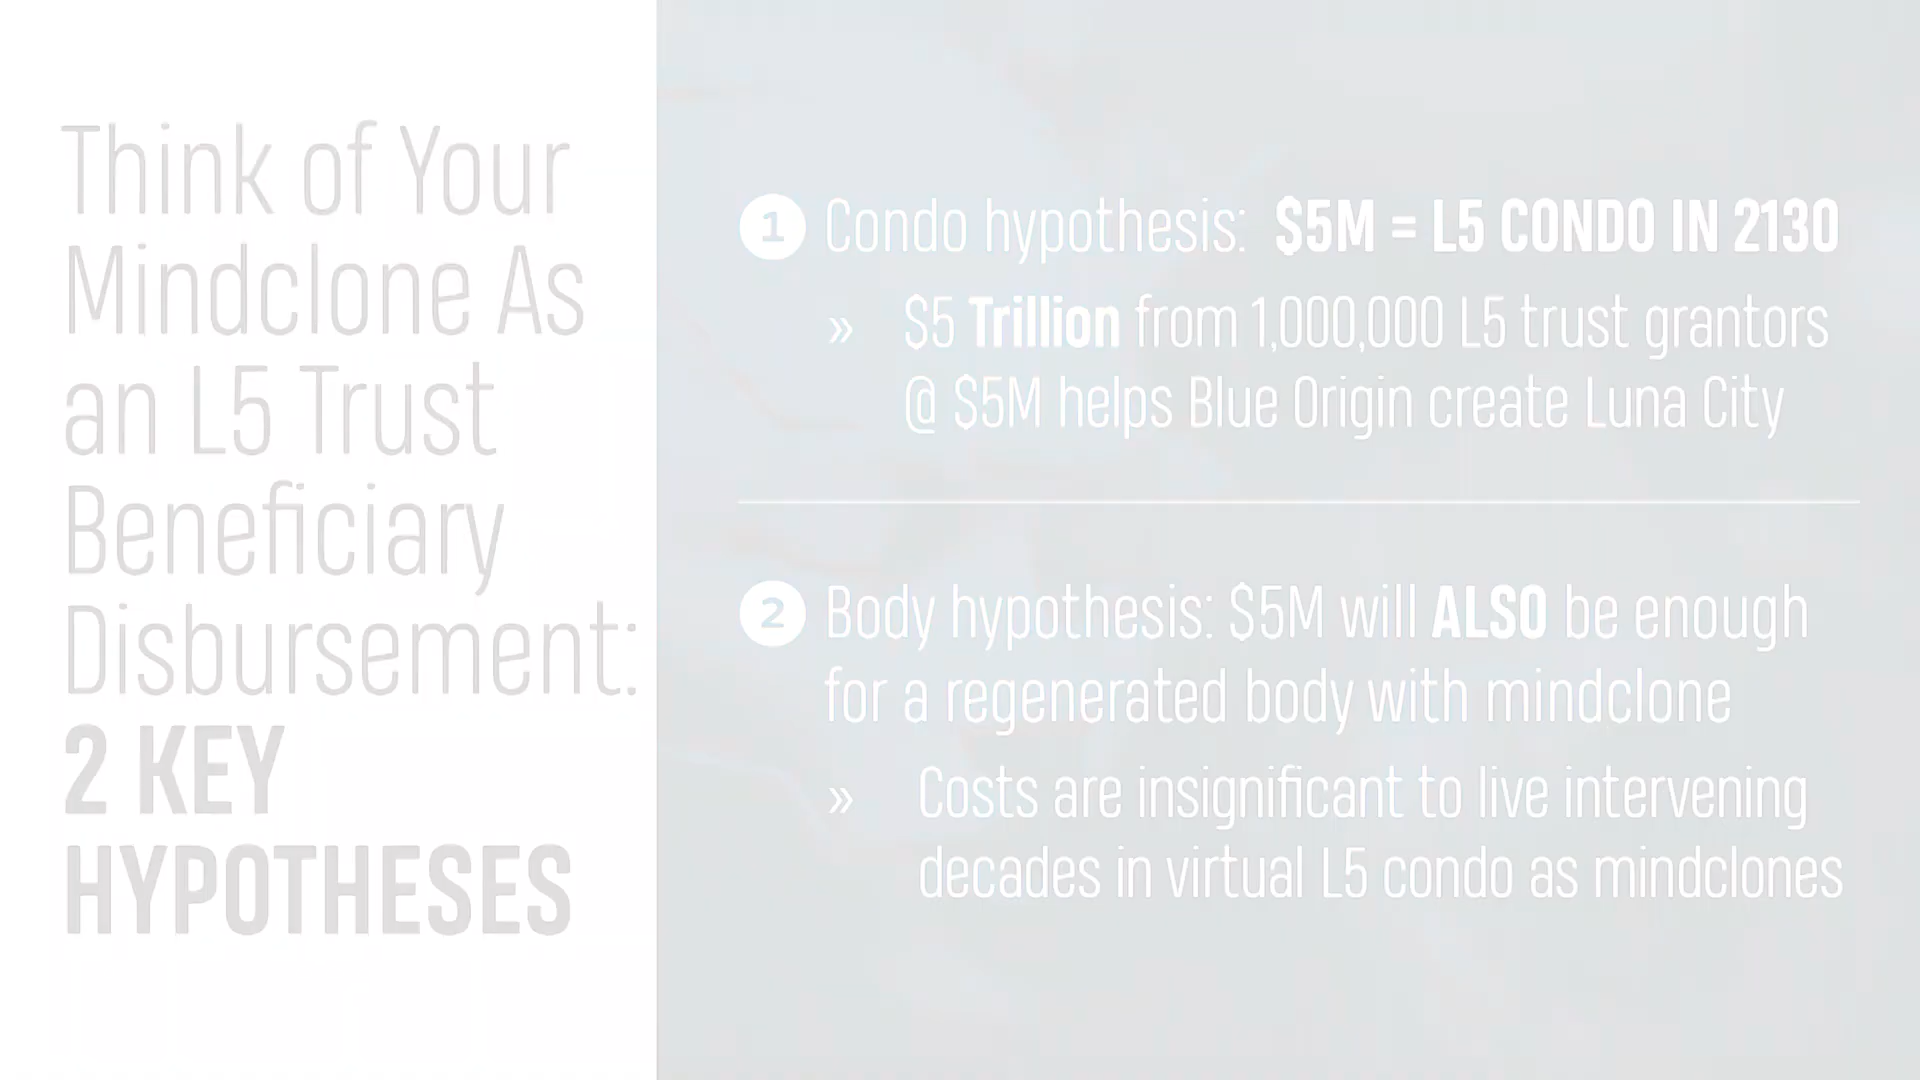 Think of Your
Mindclone As
an L5 Trust
Beneficiary
Disbursement:
2 KEY
HYPOTHESES
1 Condo hypothesis: $5M = L5 CONDO IN 2130
» $5 Trillion from 1,000,000 L5 trust grantors
@ $5M helps Blue Origin create Luna City
2 Body hypothesis: $5M will ALSO be enough
for a regenerated body with mindclone
» Costs are insignificant to live intervening
decades in virtual L5 condo as mindclones